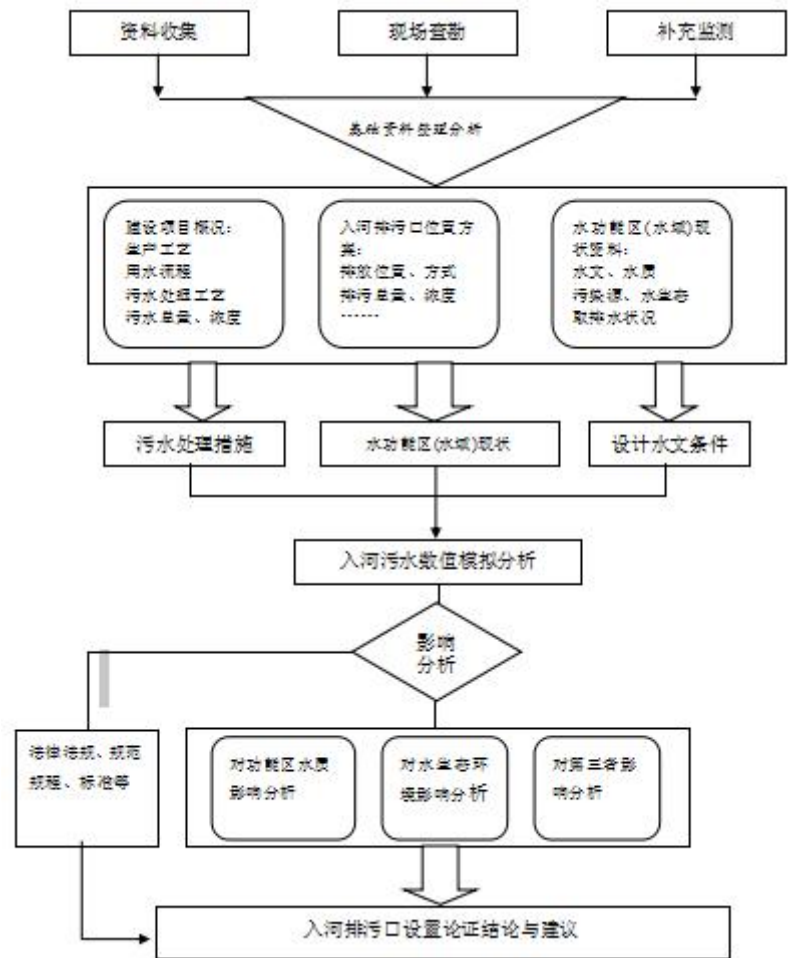 资料收集
现场查勘
补充监测
基础资料整理分析
建设项目概况：
生产工艺
用水流程
污水处理工艺
污水总量、浓度
入河排污口位置方
案：
排放位置、方式
排污总量、浓度
------
水功能区(水域)现
状资料：
水文、水质
污染源、水生态
取排水状况
污水处理措施
水功能区(水域)现状
设计水文条件
入河污水数值模拟分析
影响
分析
法律法规、规范
规程、标准等
对功能区水质
影响分析
对水生态环
境影响分析
对第三者影
响分析
入河排污口设置论证结论与建议